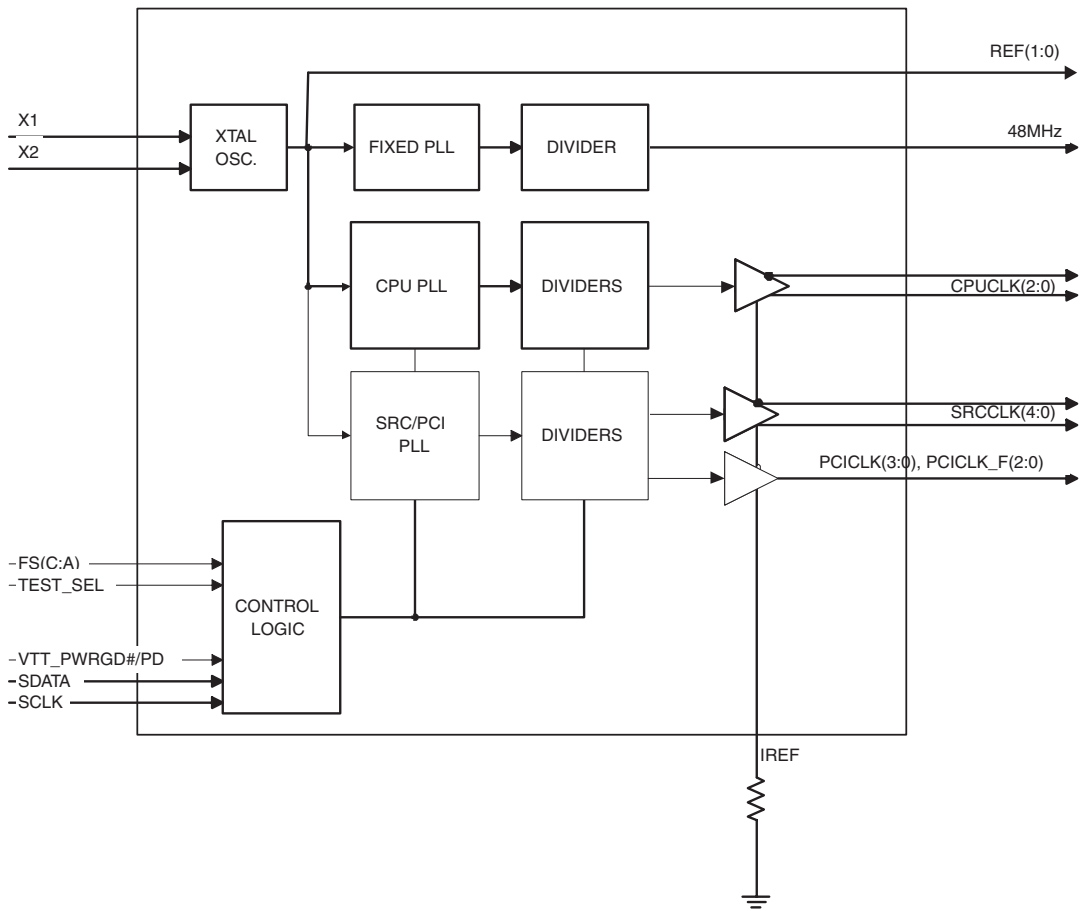 REF(1:0)
X1
X2
XTAL
OSC.
FIXED PLL
DIVIDER
48MHz
CPU PLL
DIVIDERS
CPUCLK(2:0)
SRC/PCI
PLL
DIVIDERS
SRCCLK(4:0)
PCICLK(3:0), PCICLK_F(2:0)
FS(C:A)
TEST_SEL
CONTROL
LOGIC
VTT_PWRGD#/PD
SDATA
SCLK
IREF